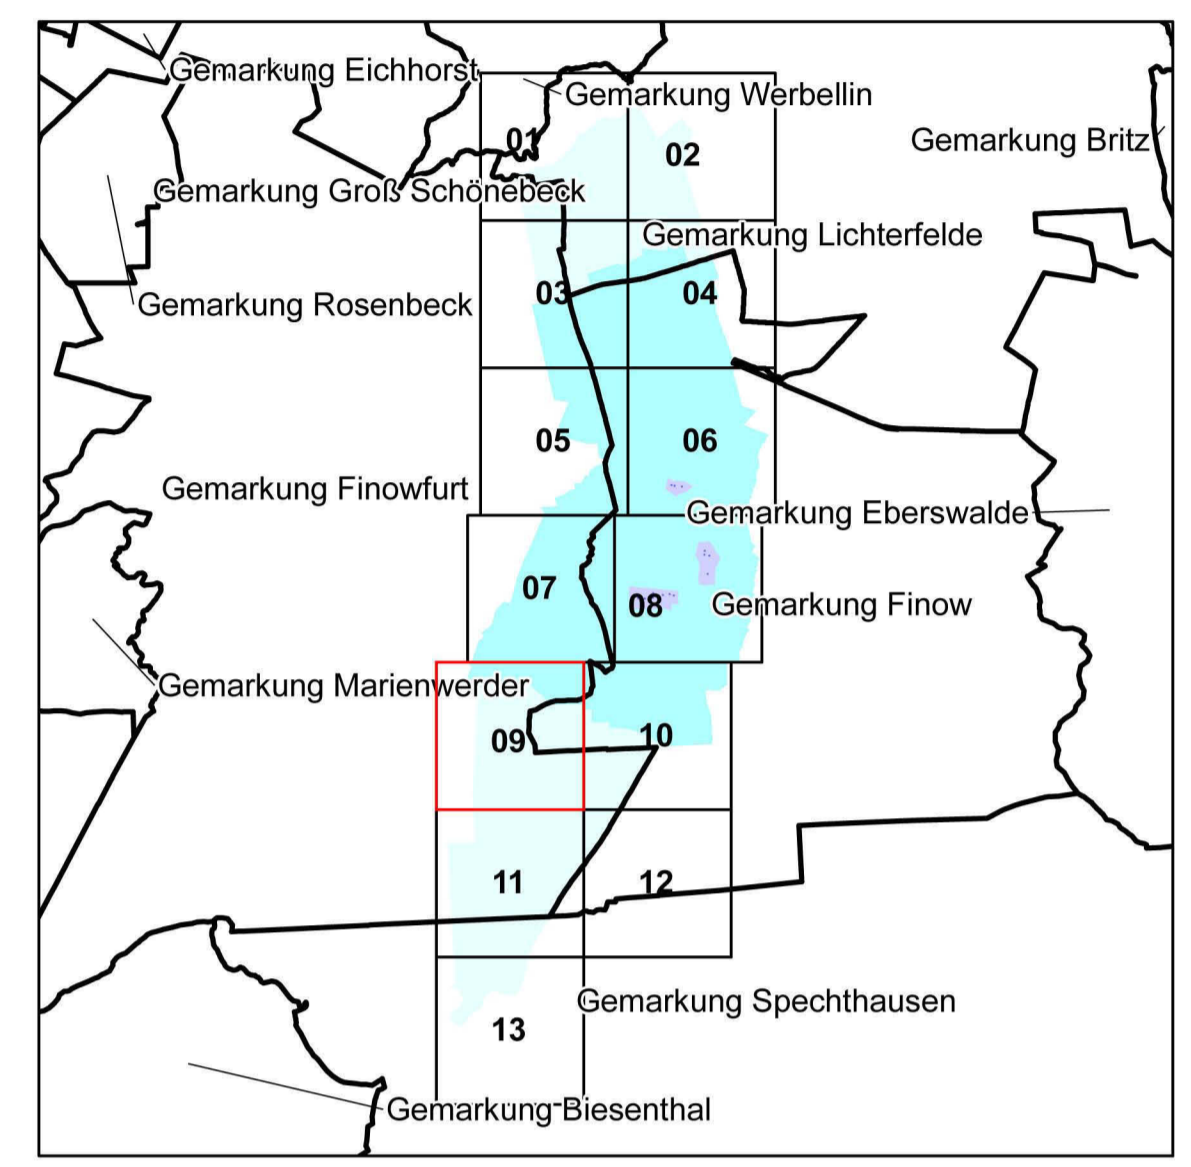 Gemarkung Eichhorst
Gemarkung Werbellin
01
02
Gemarkung Britz
Gemarkung Groß Schönebeck
Gemarkung Lichterfelde
03
04
Gemarkung Rosenbeck
05
06
Gemarkung Finowfurt
Gemarkung Eberswalde
07
08
Gemarkung Finow
Gemarkung Marienwerder
09
10
11
12
Gemarkung Spechthausen
13
Gemarkung Biesenthal